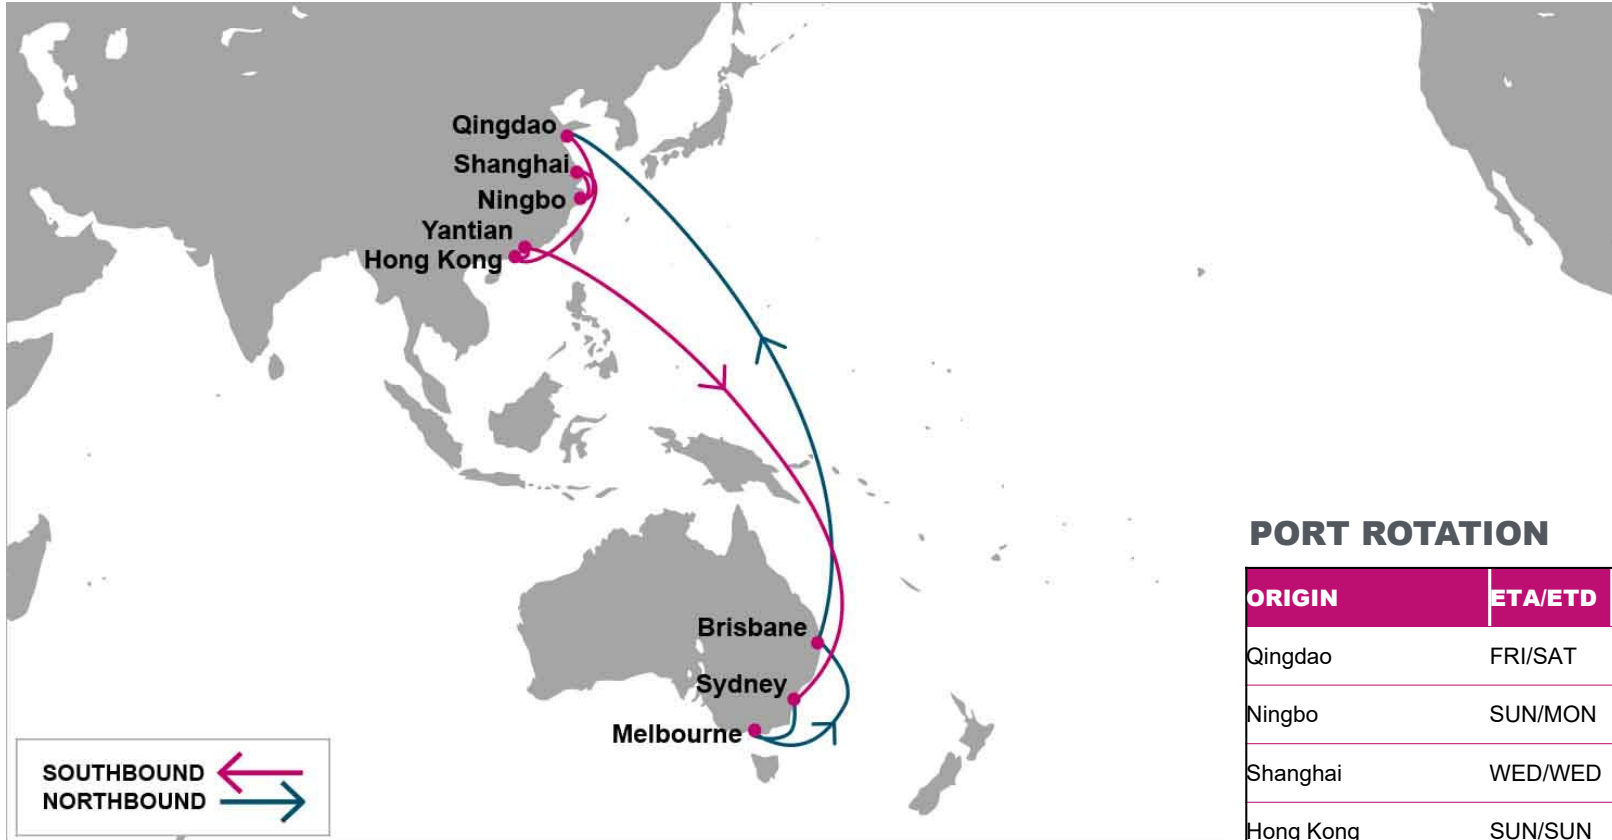 Qingdao
Shanghai
Ningbo
Yantian
Hong Kong
Brisbane
Sydney
Melbourne
SOUTHBOUND
NORTHBOUND
PORT ROTATION
ORIGIN ETA/ETD
Qingdao FRI/SAT
Ningbo SUN/MON
Shanghai WED/WED
Hong Kong SUN/SUN